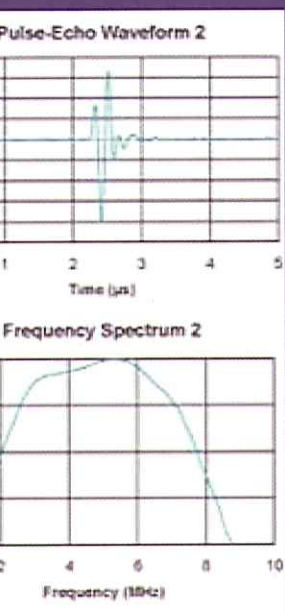 Pulse-Echo Waveform 2
1 2 3 4 5
Time (µs)
Frequency Spectrum 2
2 4 6 8 10
Frequency (MHz)